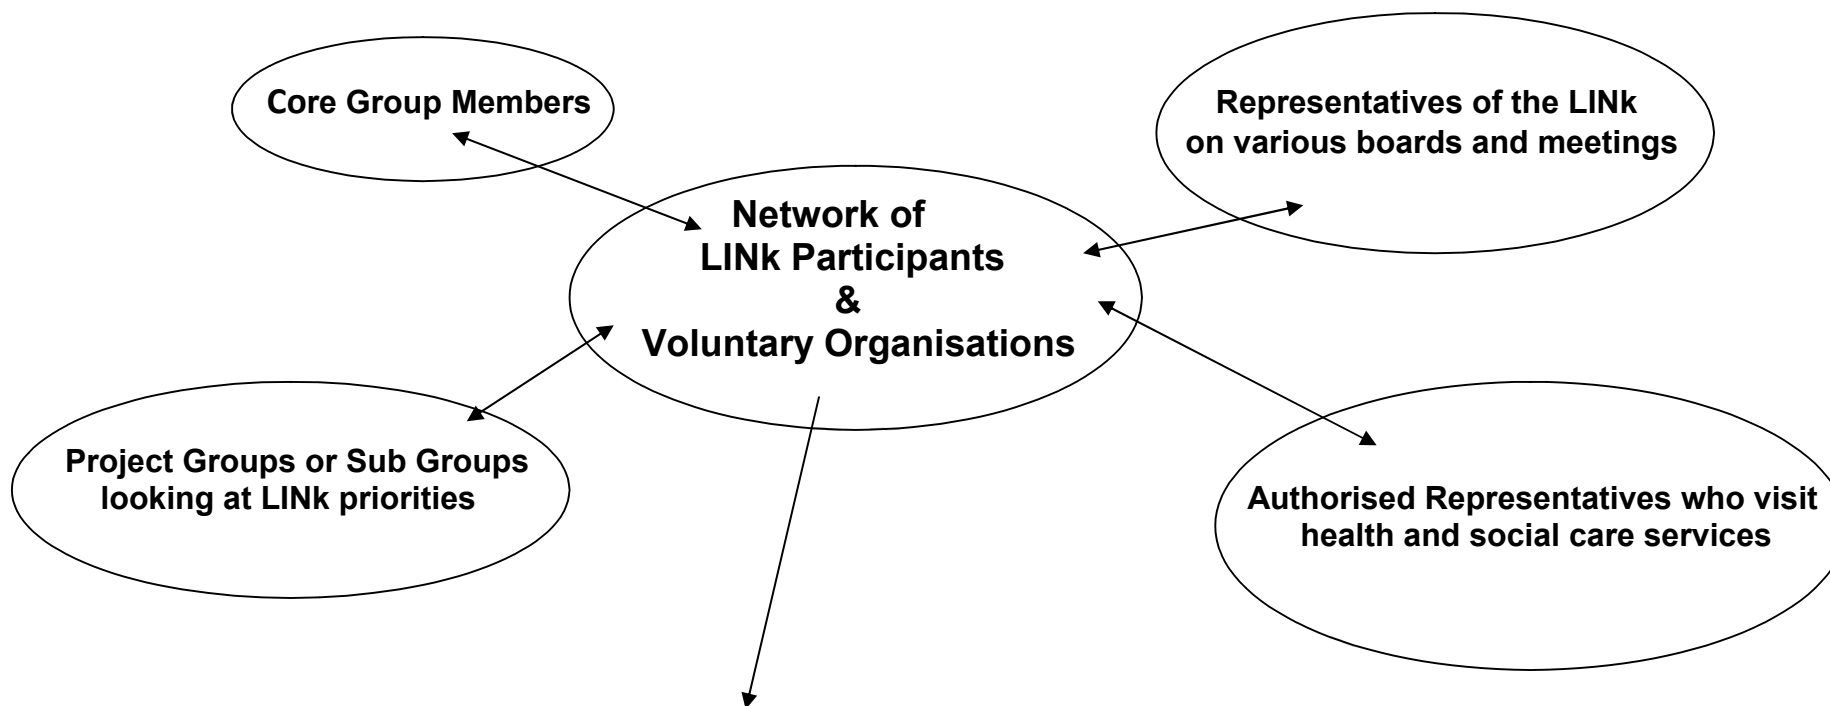 Core Group Members
Representatives of the LINk
on various boards and meetings
Network of
LINk Participants
&
Voluntary Organisations
Project Groups or Sub Groups
looking at LINk priorities
Authorised Representatives who visit
health and social care services